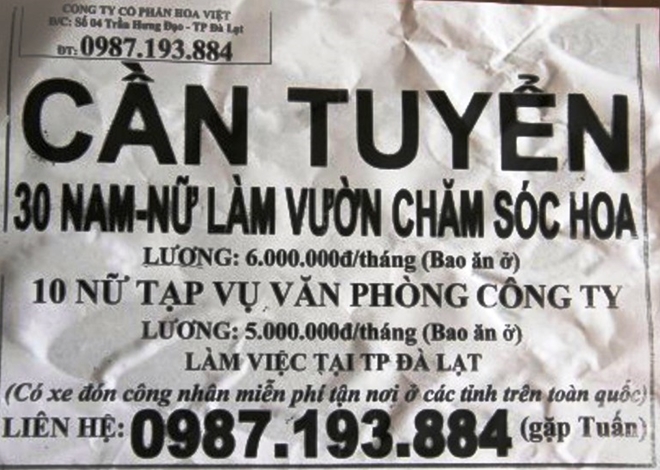 CÔNG TY CỔ PHẦN HOA VIỆT
Đ/C: Số 04 Trần Hưng Đạo - TP Đà Lạt
ĐT: 0987.193.884
CẦN TUYỂN
30 NAM-NỮ LÀM VƯỜN CHĂM SÓC HOA
LƯƠNG: 6.000.000đ/tháng (Bao ăn ở)
10 NỮ TẠP VỤ VĂN PHÒNG CÔNG TY
LƯƠNG: 5.000.000đ/tháng (Bao ăn ở)
LÀM VIỆC TẠI TP ĐÀ LẠT
(Có xe đón công nhân miễn phí tận nơi ở các tỉnh trên toàn quốc)
LIÊN HỆ: 0987.193.884 (gặp Tuấn)